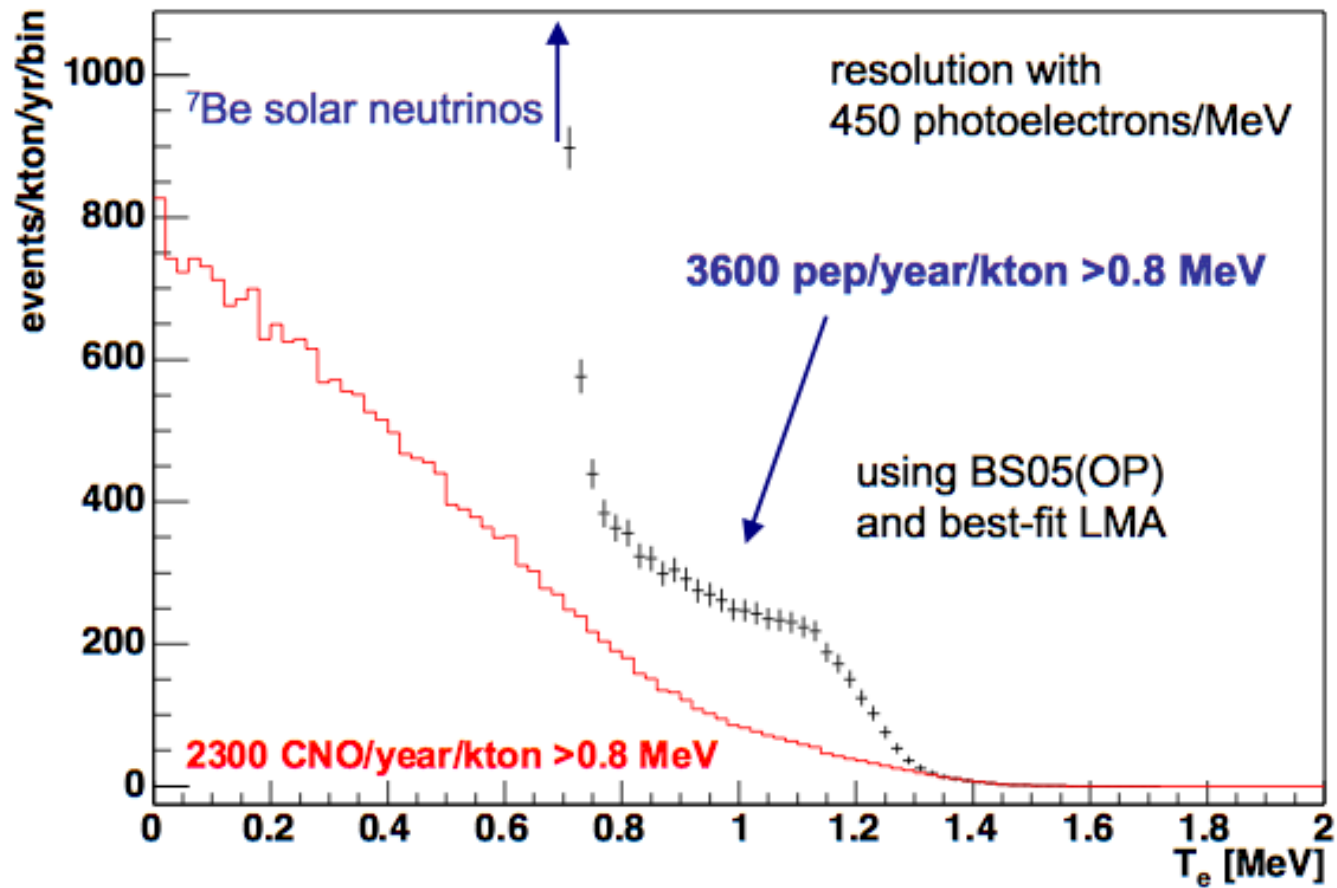 events/kton/yr/bin
1000
800
600
400
200
0
⁷Be solar neutrinos
resolution with
450 photoelectrons/MeV
3600 pep/year/kton >0.8 MeV
using BS05(OP)
and best-fit LMA
2300 CNO/year/kton >0.8 MeV
0 0.2 0.4 0.6 0.8 1 1.2 1.4 1.6 1.8 2
Tₑ [MeV]